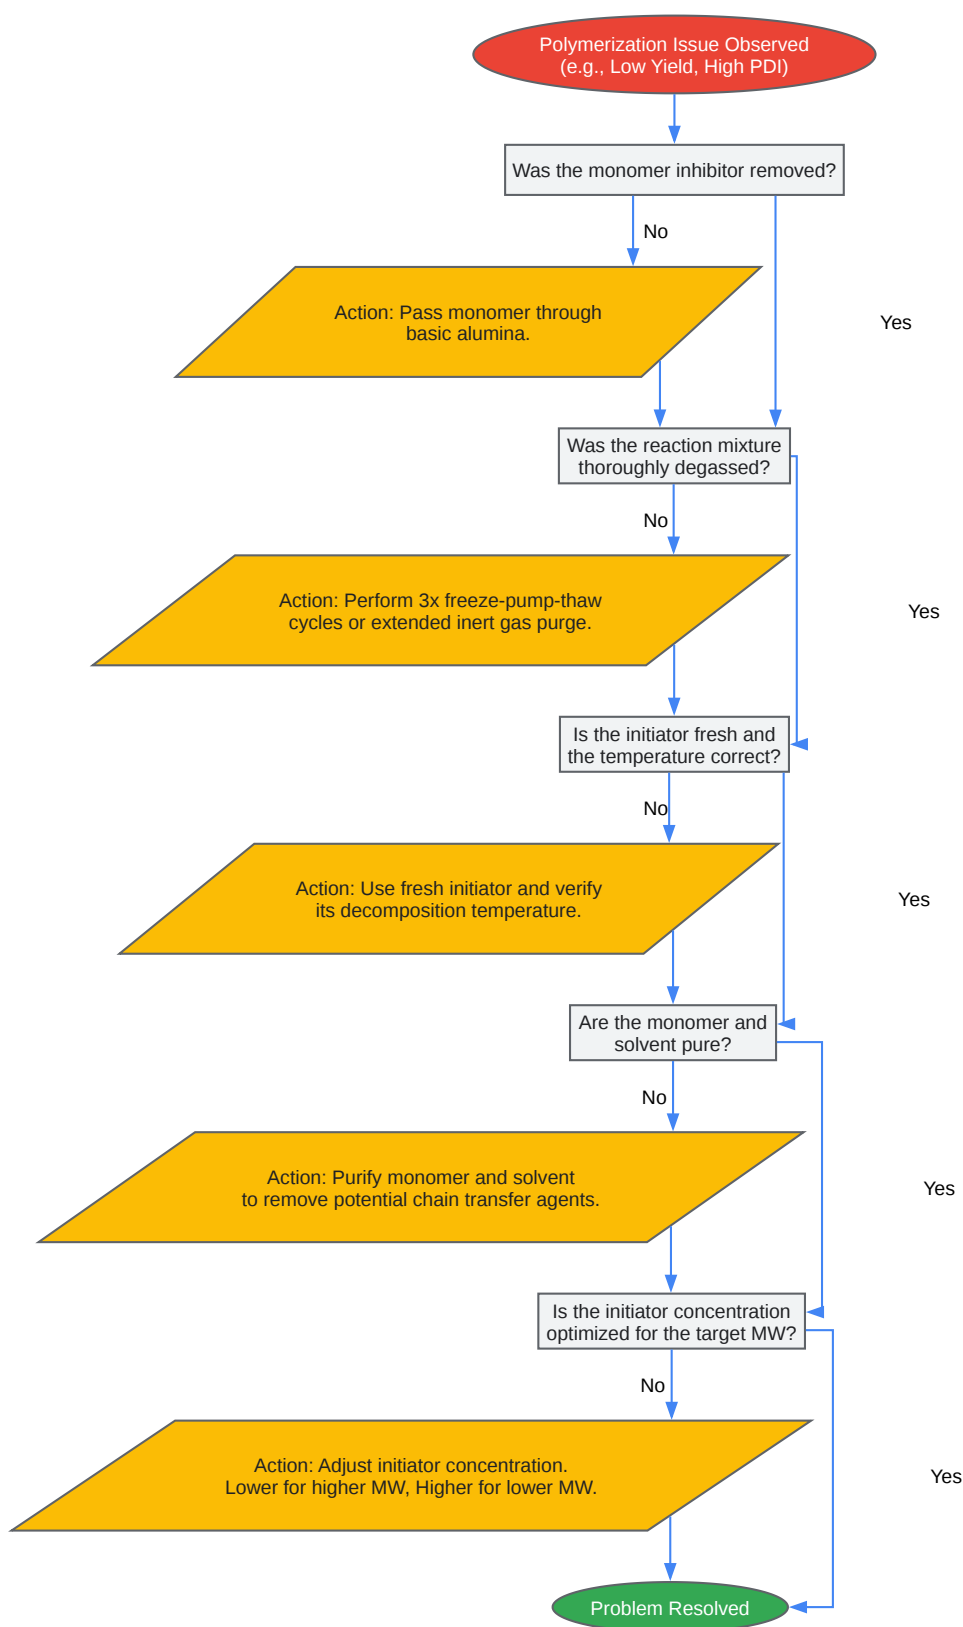 Polymerization Issue Observed
(e.g., Low Yield, High PDI)
Was the monomer inhibitor removed?
No
Action: Pass monomer through
basic alumina.
Yes
Was the reaction mixture
thoroughly degassed?
No
Action: Perform 3x freeze-pump-thaw
cycles or extended inert gas purge.
Yes
Is the initiator fresh and
the temperature correct?
No
Action: Use fresh initiator and verify
its decomposition temperature.
Yes
Are the monomer and
solvent pure?
No
Action: Purify monomer and solvent
to remove potential chain transfer agents.
Yes
Is the initiator concentration
optimized for the target MW?
No
Action: Adjust initiator concentration.
Lower for higher MW, Higher for lower MW.
Yes
Problem Resolved